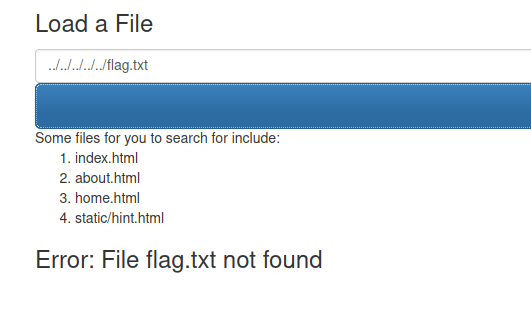 Load a File
../../../../../flag.txt
Some files for you to search for include:
1. index.html
2. about.html
3. home.html
4. static/hint.html
Error: File flag.txt not found